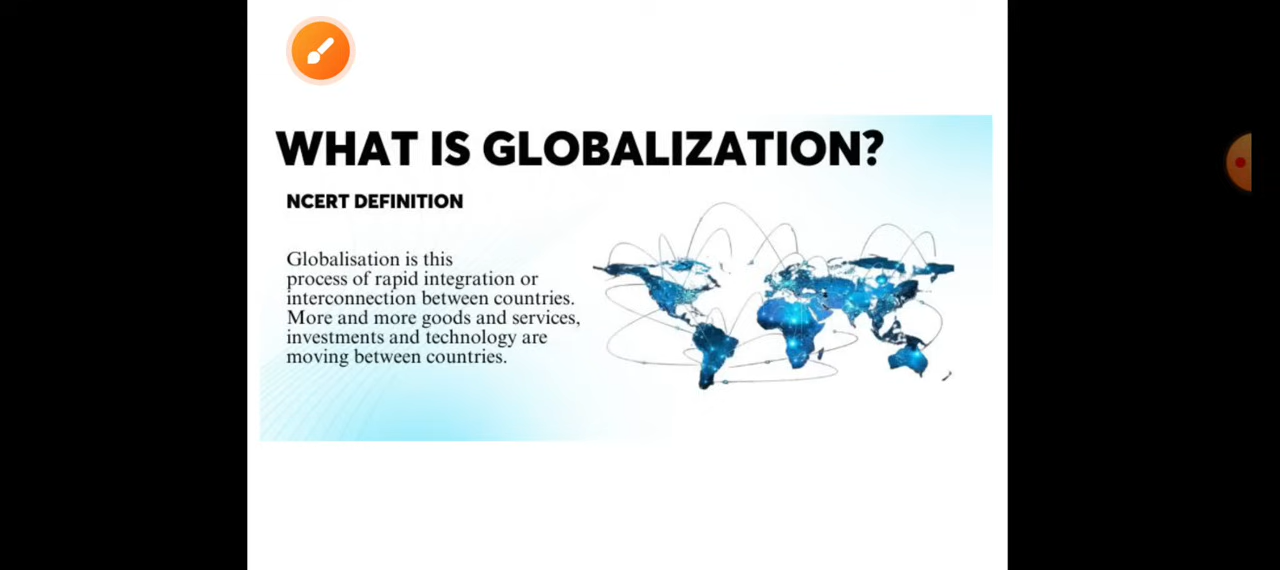 WHAT IS GLOBALIZATION?
NCERT DEFINITION
Globalisation is this
process of rapid integration or
interconnection between countries.
More and more goods and services,
investments and technology are
moving between countries.